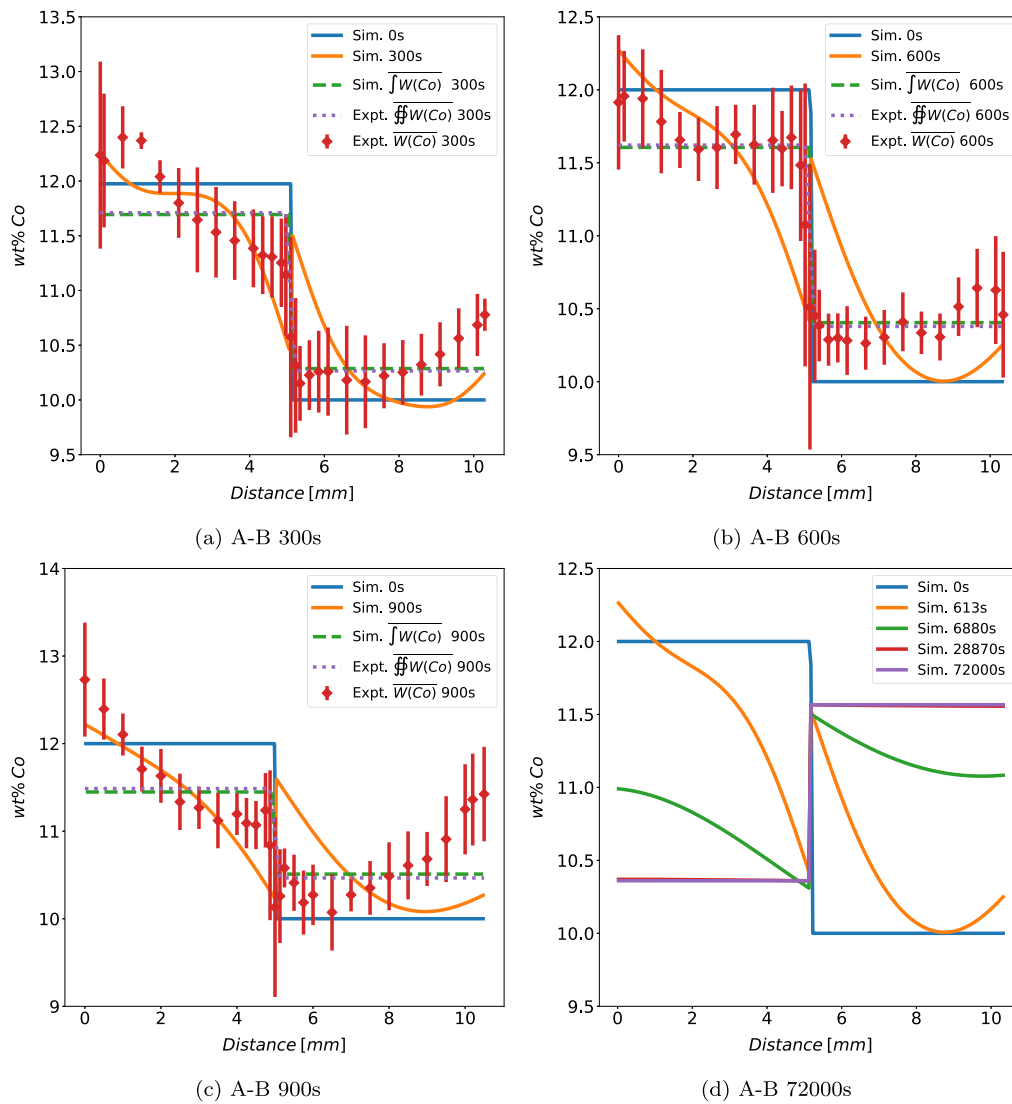 13.5
13.0
12.5
12.0
11.5
11.0
10.5
10.0
9.5
wt% Co
0 2 4 6 8 10
Distance [mm]
Sim. 0s
Sim. 300s
Sim. ∫W(Co) 300s
Expt. ∯W(Co) 300s
Expt. W(Co) 300s
(a) A-B 300s
12.5
12.0
11.5
11.0
10.5
10.0
9.5
wt% Co
0 2 4 6 8 10
Distance [mm]
Sim. 0s
Sim. 600s
Sim. ∫W(Co) 600s
Expt. ∯W(Co) 600s
Expt. W(Co) 600s
(b) A-B 600s
14
13
12
11
10
9
wt% Co
0 2 4 6 8 10
Distance [mm]
Sim. 0s
Sim. 900s
Sim. ∫W(Co) 900s
Expt. ∯W(Co) 900s
Expt. W(Co) 900s
(c) A-B 900s
12.5
12.0
11.5
11.0
10.5
10.0
9.5
wt% Co
0 2 4 6 8 10
Distance [mm]
Sim. 0s
Sim. 613s
Sim. 6880s
Sim. 28870s
Sim. 72000s
(d) A-B 72000s